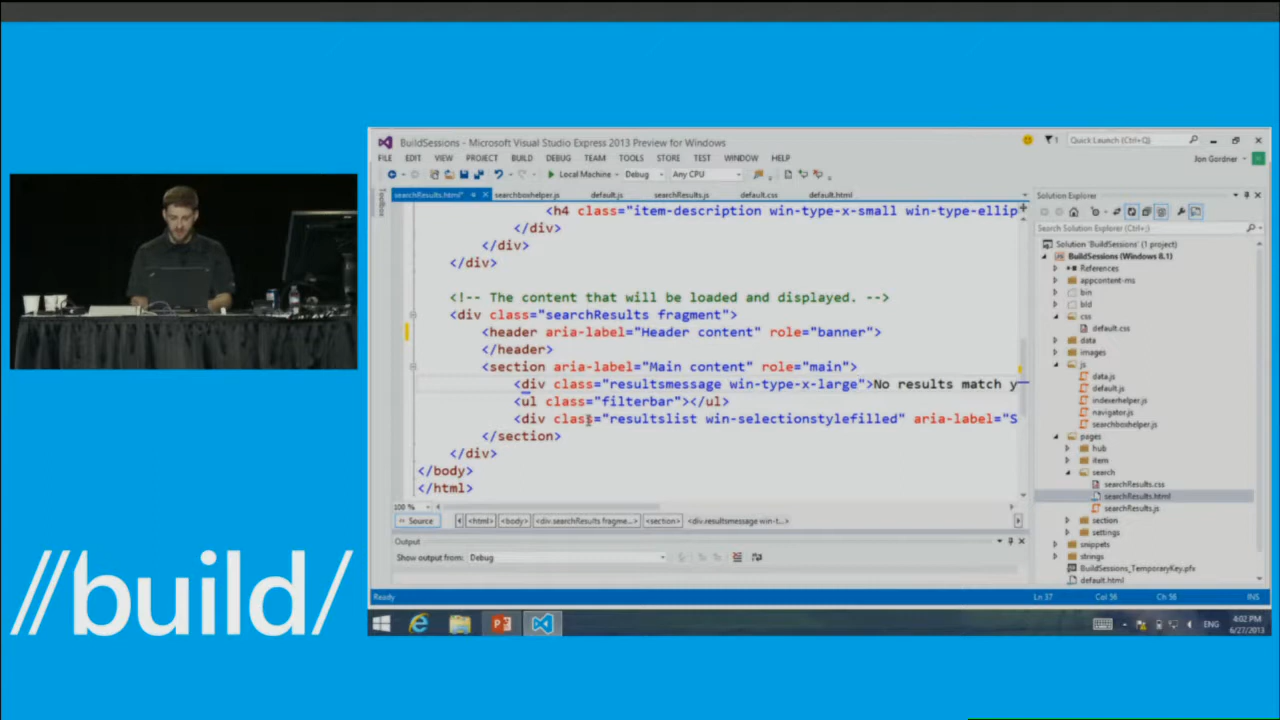 BuildSessions - Microsoft Visual Studio Express 2013 Preview for Windows
1
Quick Launch (Ctrl+Q)
FILE EDIT VIEW PROJECT BUILD DEBUG TEAM TOOLS STORE TEST WINDOW HELP
Jon Gardner
Local Machine Debug Any CPU
searchResults.html* searchboxhelper.js default.js searchResults.js default.css default.html
Toolbox
<h4 class="item-description win-type-x-small win-type-ellip
</div>
</div>
</div>
<!-- The content that will be loaded and displayed. -->
<div class="searchResults fragment">
<header aria-label="Header content" role="banner">
</header>
<section aria-label="Main content" role="main">
<div class="resultsmessage win-type-x-large">No results match y
<ul class="filterbar"></ul>
<div class="resultslist win-selectionstylefilled" aria-label="S
</section>
</div>
</body>
</html>
100 %
Source <html> <body> <div.searchResults fragme...> <section> <div.resultsmessage win-t...>
Output
Show output from: Debug
Solution Explorer
Search Solution Explorer (Ctrl+;)
Solution 'BuildSessions' (1 project)
BuildSessions (Windows 8.1)
References
appcontent-ms
bin
bld
css
default.css
data
images
js
data.js
default.js
indexerhelper.js
navigator.js
searchboxhelper.js
pages
hub
item
search
searchResults.css
searchResults.html
searchResults.js
section
settings
snippets
strings
BuildSessions_TemporaryKey.pfx
default.html
Ready Ln 37 Col 56 Ch 56 INS
ENG
4:02 PM
6/27/2013
//build/